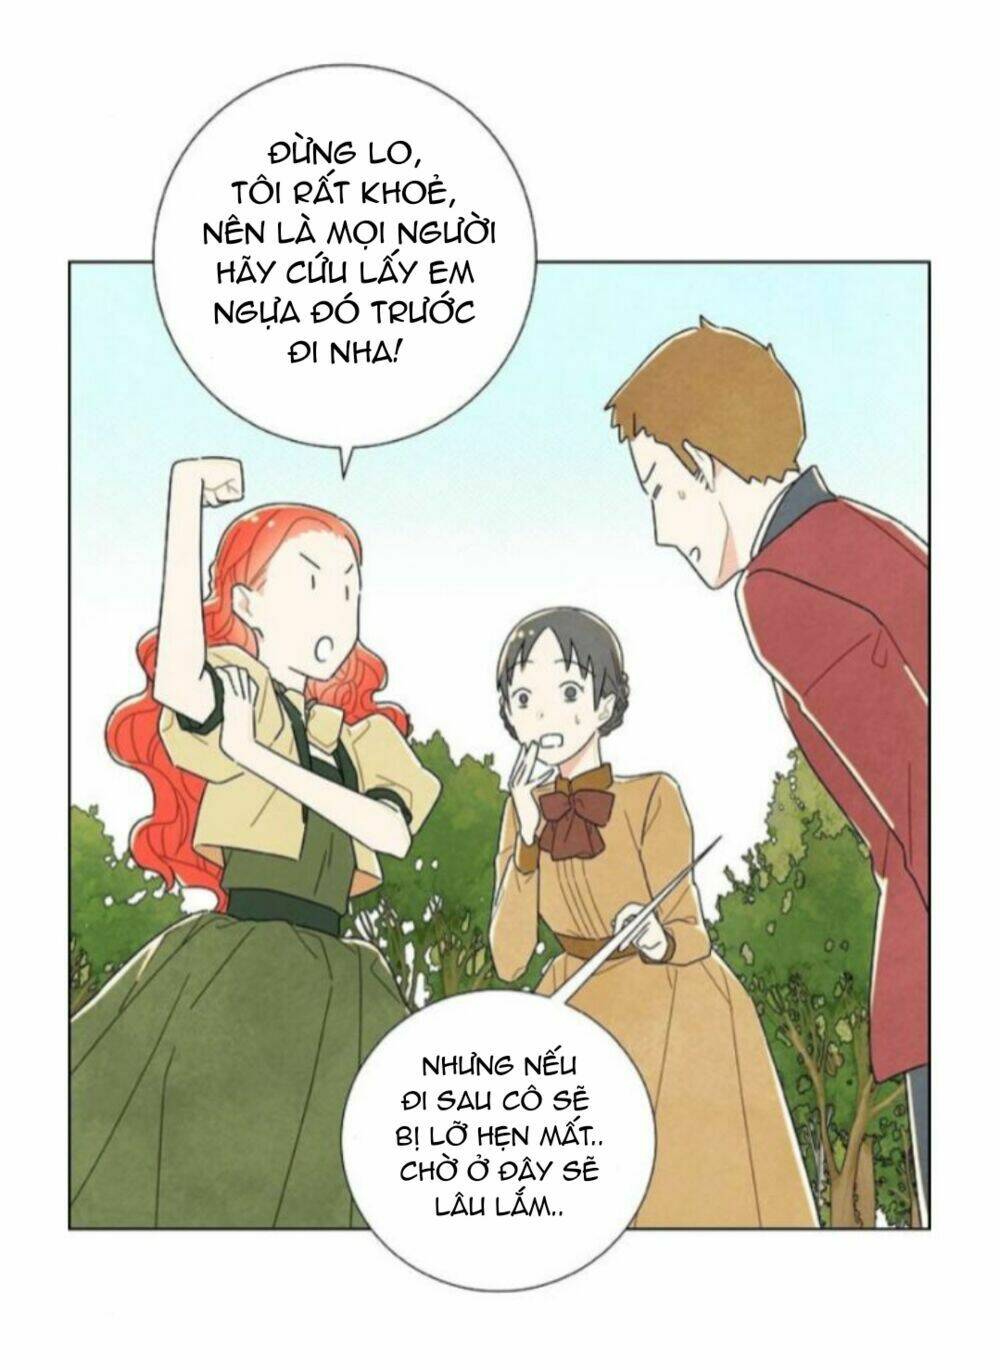 ĐỪNG LO,
TÔI RẤT KHOẺ,
NÊN LÀ MỌI NGƯỜI
HÃY CỨU LẤY EM
NGỰA ĐÓ TRƯỚC
ĐI NHA!
NHƯNG NẾU
ĐI SAU CÔ SẼ
BỊ LỠ HẸN MẤT..
CHỜ Ở ĐÂY SẼ
LÂU LẮM..